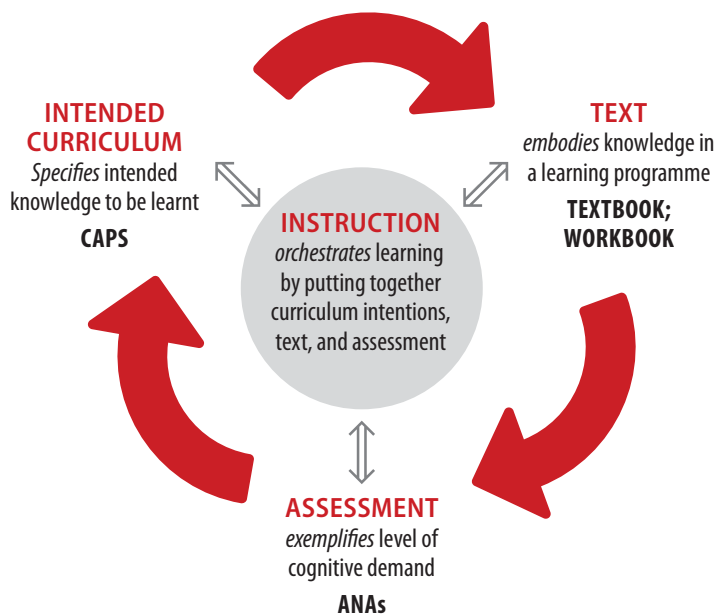 INTENDED
CURRICULUM
Specifies intended
knowledge to be learnt
CAPS
TEXT
embodies knowledge in
a learning programme
TEXTBOOK;
WORKBOOK
INSTRUCTION
orchestrates learning
by putting together
curriculum intentions,
text, and assessment
ASSESSMENT
exemplifies level of
cognitive demand
ANAs